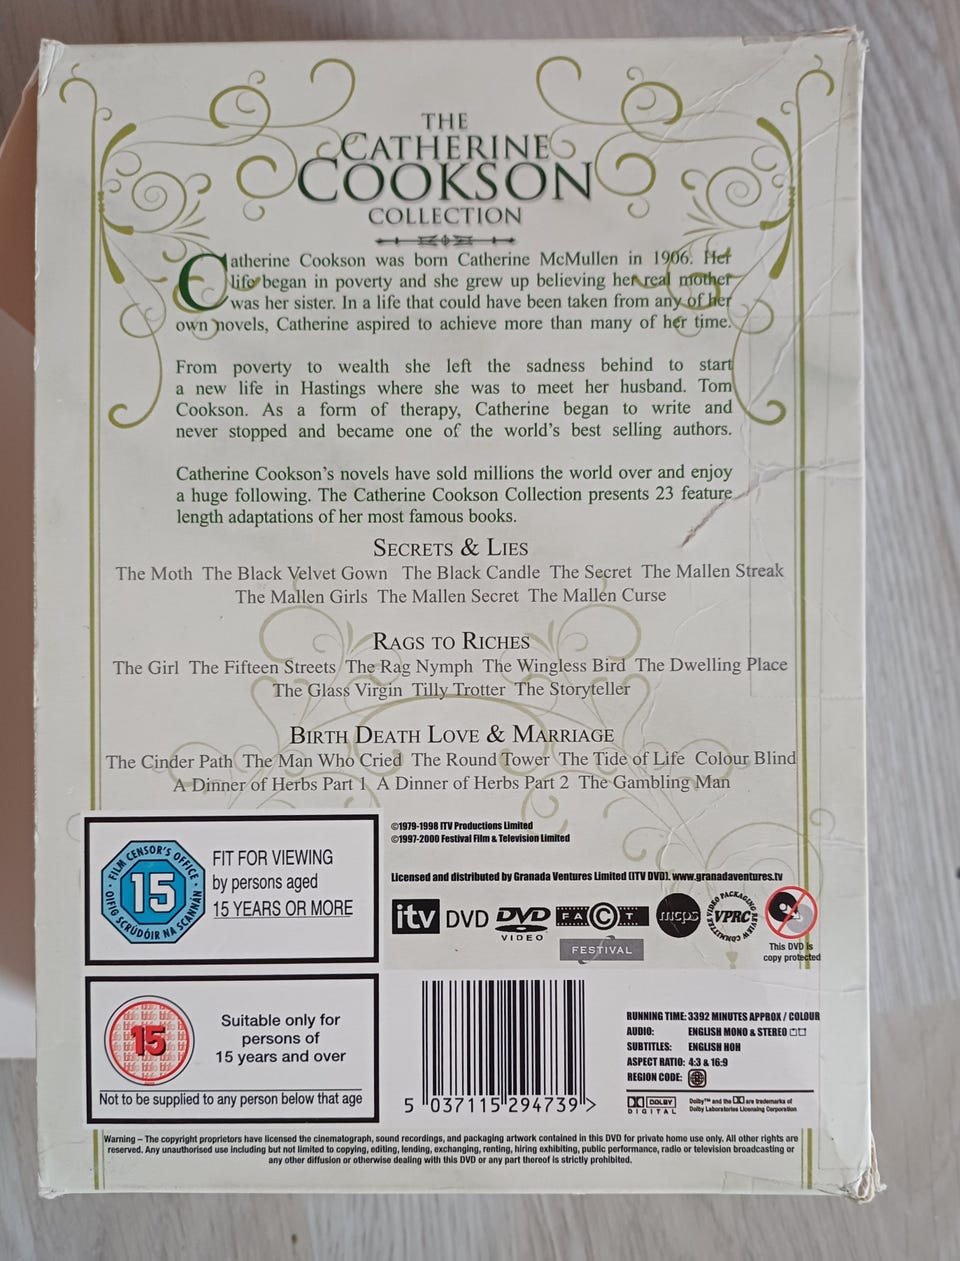 THE
CATHERINE
COOKSON
COLLECTION
Catherine Cookson was born Catherine McMullen in 1906. Her
life began in poverty and she grew up believing her real mother
was her sister. In a life that could have been taken from any of her
own novels, Catherine aspired to achieve more than many of her time.
From poverty to wealth she left the sadness behind to start
a new life in Hastings where she was to meet her husband. Tom
Cookson. As a form of therapy, Catherine began to write and
never stopped and became one of the world's best selling authors.
Catherine Cookson's novels have sold millions the world over and enjoy
a huge following. The Catherine Cookson Collection presents 23 feature
length adaptations of her most famous books.
SECRETS & LIES
The Moth The Black Velvet Gown The Black Candle The Secret The Mallen Streak
The Mallen Girls The Mallen Secret The Mallen Curse
RAGS TO RICHES
The Girl The Fifteen Streets The Rag Nymph The Wingless Bird The Dwelling Place
The Glass Virgin Tilly Trotter The Storyteller
BIRTH DEATH LOVE & MARRIAGE
The Cinder Path The Man Who Cried The Round Tower The Tide of Life Colour Blind
A Dinner of Herbs Part 1 A Dinner of Herbs Part 2 The Gambling Man
FILM CENSOR'S OFFICE
15
OIFIG SCRÚDÓIR NA SCANNÁN
FIT FOR VIEWING
by persons aged
15 YEARS OR MORE
©1979-1998 ITV Productions Limited
©1997-2000 Festival Film & Television Limited
Licensed and distributed by Granada Ventures Limited (ITV DVD). www.granadaventures.tv
itv DVD DVD VIDEO FACT mcps VPRC VIDEO PACKAGING REVIEW COMMITTEE
FESTIVAL
This DVD is
copy protected
15
Suitable only for
persons of
15 years and over
Not to be supplied to any person below that age
5 037115 294739 >
RUNNING TIME: 3392 MINUTES APPROX / COLOUR
AUDIO: ENGLISH MONO & STEREO
SUBTITLES: ENGLISH HOH
ASPECT RATIO: 4:3 & 16:9
REGION CODE:
DOLBY
DIGITAL
Dolby™ and the are trademarks of
Dolby Laboratories Licensing Corporation
Warning – The copyright proprietors have licensed the cinematograph, sound recordings, and packaging artwork contained in this DVD for private home use only. All other rights are
reserved. Any unauthorised use including but not limited to copying, editing, lending, exchanging, renting, hiring exhibiting, public performance, radio or television broadcasting or
any other diffusion or otherwise dealing with this DVD or any part thereof is strictly prohibited.